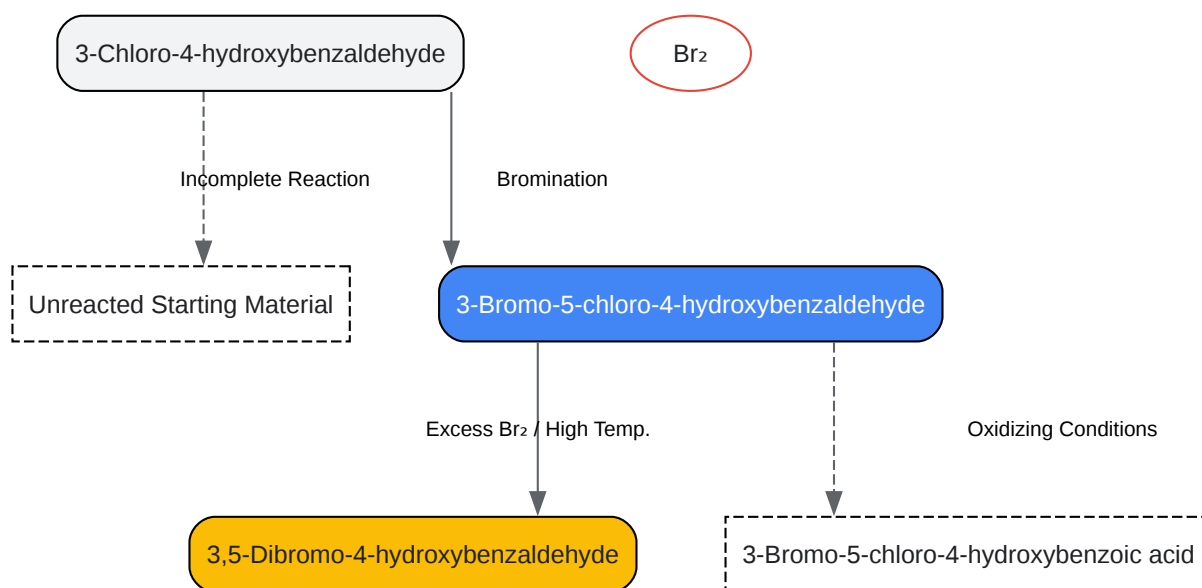 3-Chloro-4-hydroxybenzaldehyde
Br₂
Incomplete Reaction
Bromination
Unreacted Starting Material
3-Bromo-5-chloro-4-hydroxybenzaldehyde
Excess Br₂ / High Temp.
Oxidizing Conditions
3,5-Dibromo-4-hydroxybenzaldehyde
3-Bromo-5-chloro-4-hydroxybenzoic acid